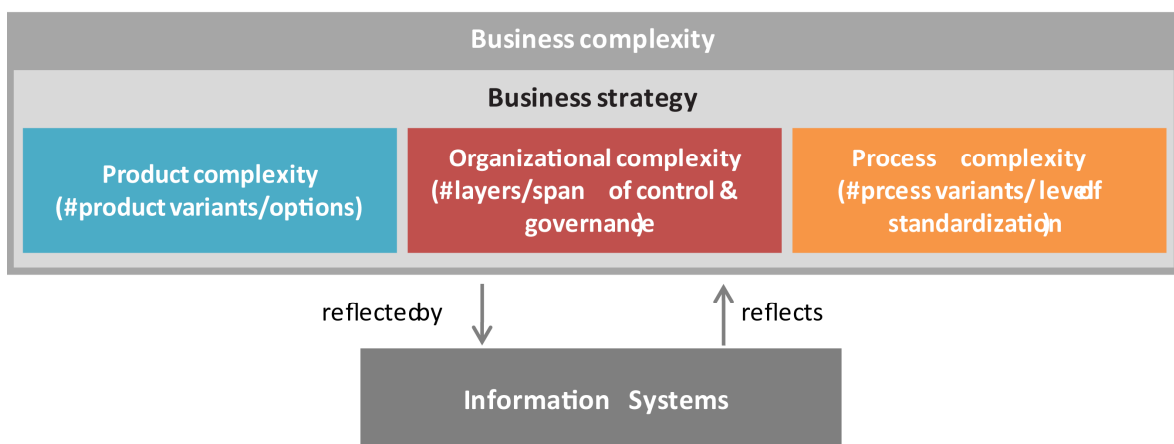 Business complexity
Business strategy
Product complexity
(#product variants/options)
Organizational complexity
(#layers/span of control &
governance)
Process complexity
(#prcess variants/ level of
standardization)
reflected by
reflects
Information Systems